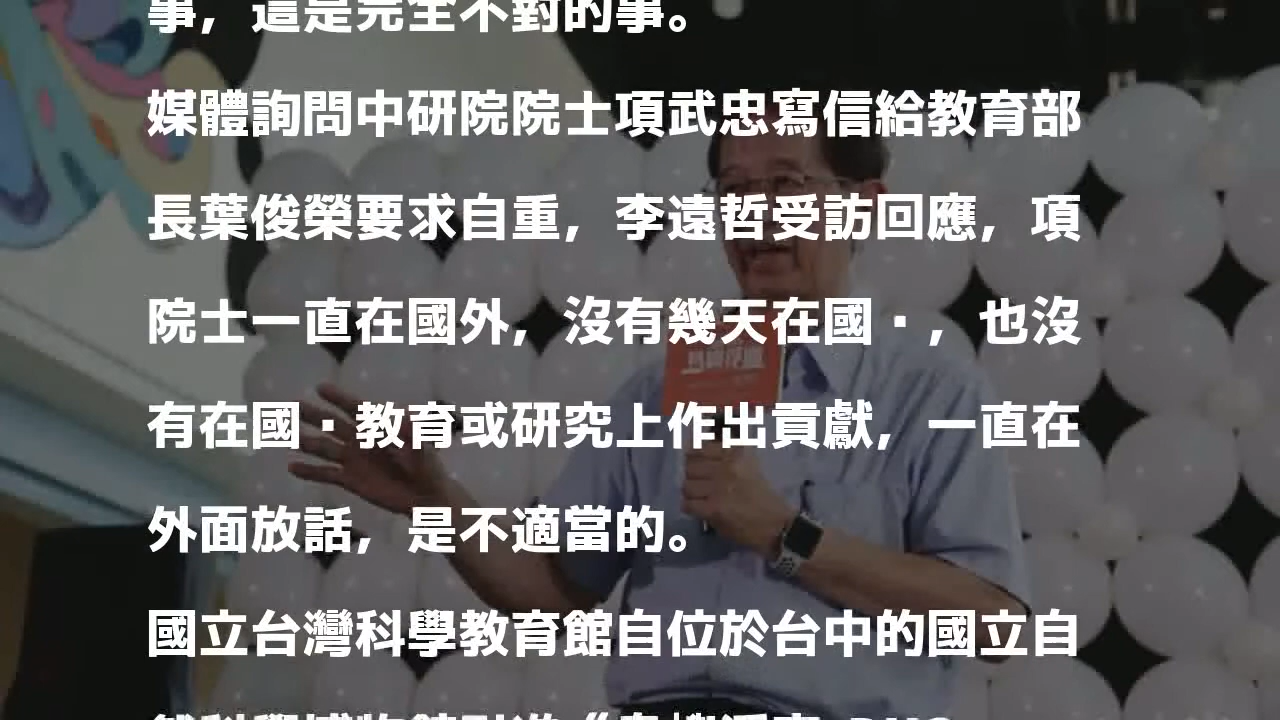 事，這是完全不對的事。
媒體詢問中研院院士項武忠寫信給教育部
長葉俊榮要求自重，李遠哲受訪回應，項
院士一直在國外，沒有幾天在國·，也沒
有在國·教育或研究上作出貢獻，一直在
外面放話，是不適當的。
國立台灣科學教育館自位於台中的國立自